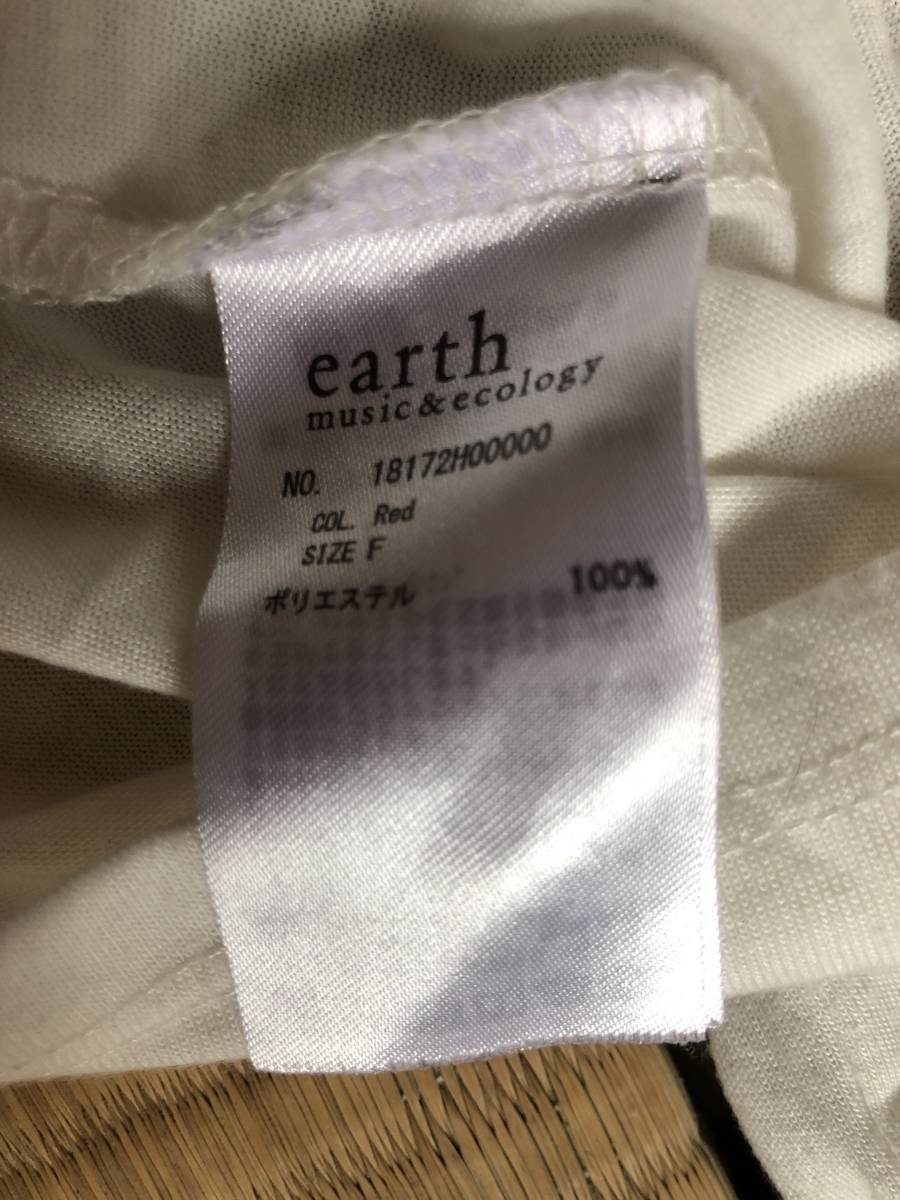 earth
music&ecology
NO. 18172H00000
COL. Red
SIZE F
ポリエステル 100%